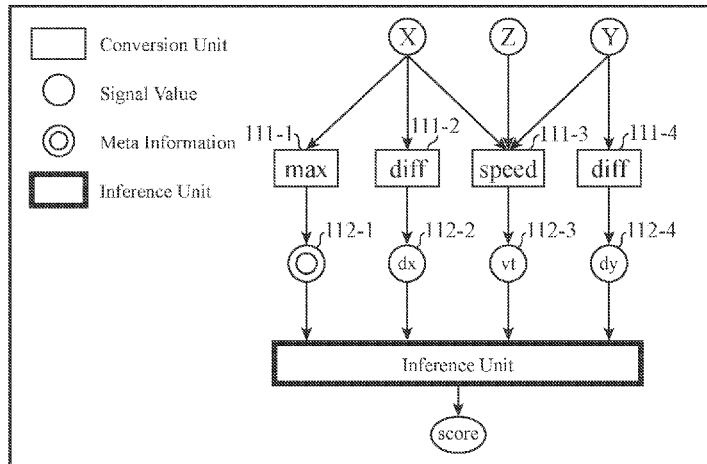 X Z Y
Conversion Unit
Signal Value
Meta Information
Inference Unit
111-1 111-2 111-3 111-4
max diff speed diff
112-1 112-2 112-3 112-4
dx vt dy
Inference Unit
score